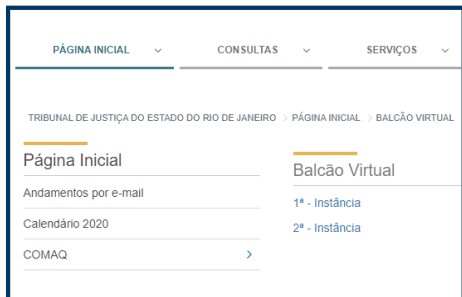 PÁGINA INICIAL CONSULTAS SERVIÇOS
TRIBUNAL DE JUSTIÇA DO ESTADO DO RIO DE JANEIRO > PÁGINA INICIAL > BALCÃO VIRTUAL
Página Inicial
Andamentos por e-mail
Calendário 2020
COMAQ
Balcão Virtual
1ª - Instância
2ª - Instância